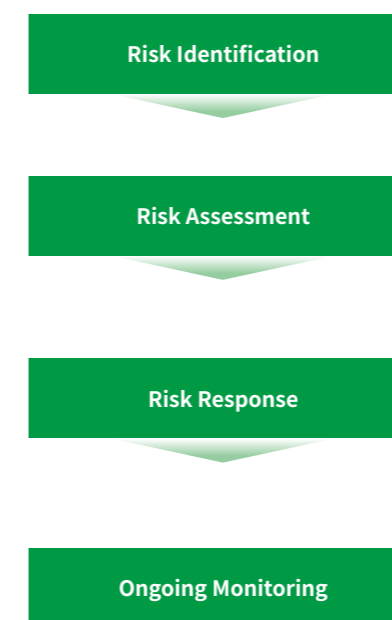 Risk Identification
Risk Assessment
Risk Response
Ongoing Monitoring